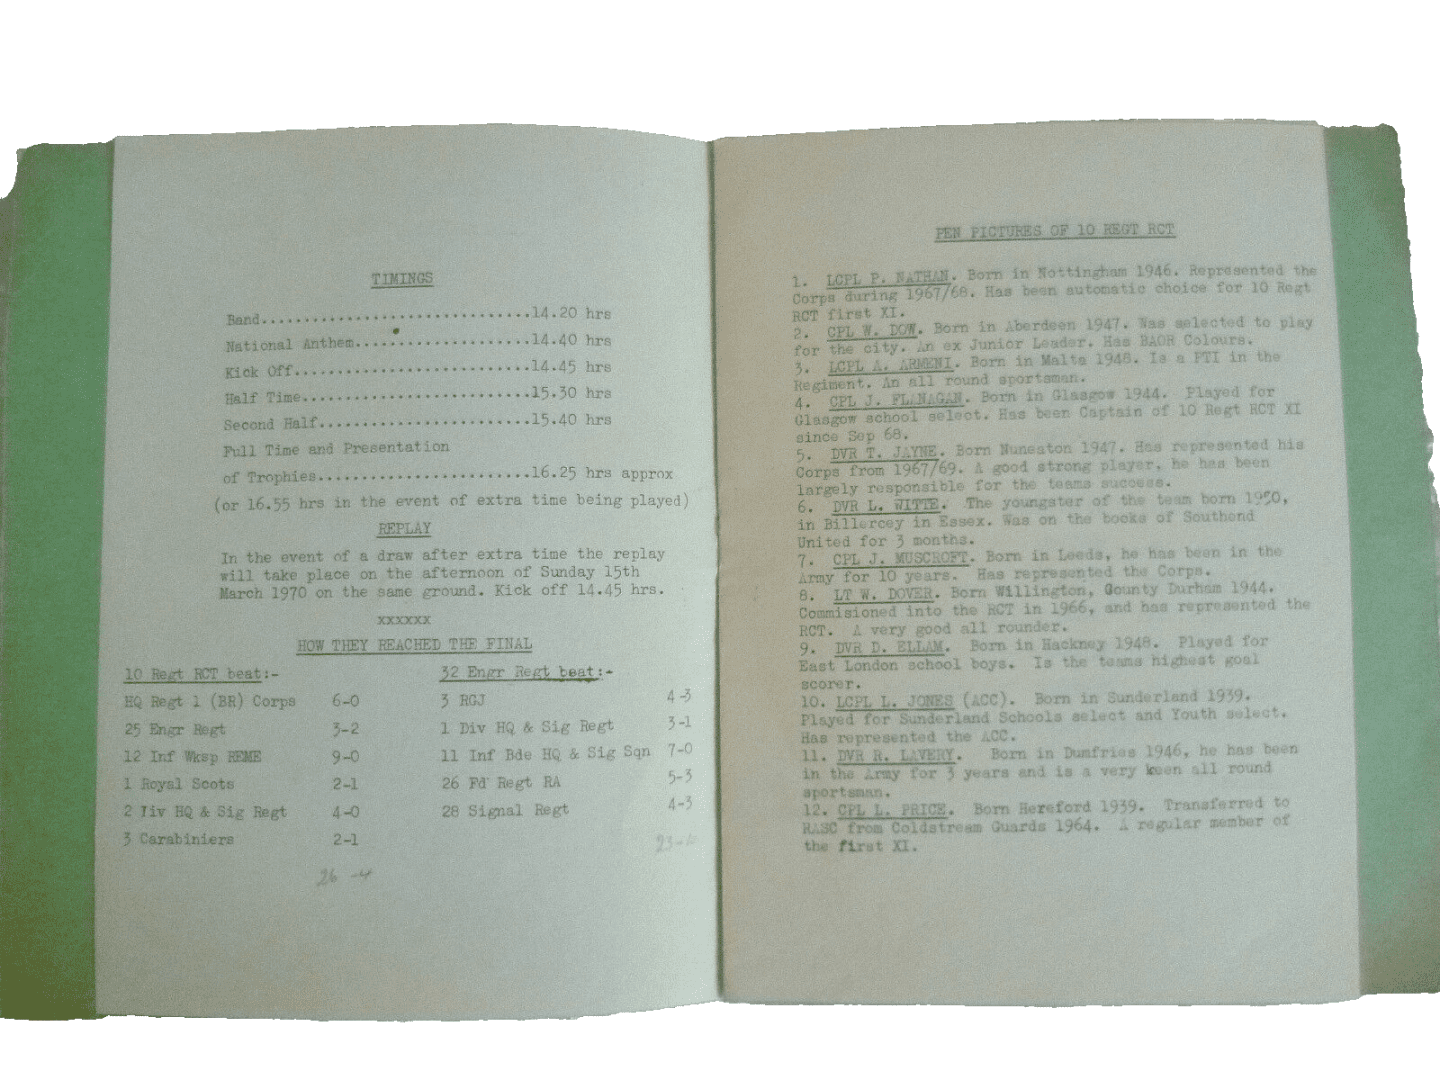 TIMINGS
Band...............................14.20 hrs
National Anthem.....................14.40 hrs
Kick Off............................14.45 hrs
Half Time...........................15.30 hrs
Second Half.........................15.40 hrs
Full Time and Presentation
of Trophies.........................16.25 hrs approx
(or 16.55 hrs in the event of extra time being played)
REPLAY
In the event of a draw after extra time the replay
will take place on the afternoon of Sunday 15th
March 1970 on the same ground. Kick off 14.45 hrs.
xxxxxx
HOW THEY REACHED THE FINAL
10 Regt RCT beat:- 32 Engr Regt beat:-
HQ Regt 1 (BR) Corps 6-0 3 RGJ 4-3
25 Engr Regt 3-2 1 Div HQ & Sig Regt 3-1
12 Inf Wksp REME 9-0 11 Inf Bde HQ & Sig Sqn 7-0
1 Royal Scots 2-1 26 Fd Regt RA 5-3
2 Div HQ & Sig Regt 4-0 28 Signal Regt 4-3
3 Carabiniers 2-1
26 -4
PEN PICTURES OF 10 REGT RCT
1. LCPL P. NATHAN. Born in Nottingham 1946. Represented the
Corps during 1967/68. Has been automatic choice for 10 Regt
RCT first XI.
2. CPL W. DOW. Born in Aberdeen 1947. Was selected to play
for the city. An ex Junior Leader. Has BAOR Colours.
3. LCPL A. ARMENI. Born in Malta 1948. Is a PTI in the
Regiment. An all round sportsman.
4. CPL J. FLANAGAN. Born in Glasgow 1944. Played for
Glasgow school select. Has been Captain of 10 Regt RCT XI
since Sep 68.
5. DVR T. JAYNE. Born Nuneaton 1947. Has represented his
Corps from 1967/69. A good strong player, he has been
largely responsible for the teams success.
6. DVR L. WITTE. The youngster of the team born 1950,
in Billercey in Essex. Was on the books of Southend
United for 3 months.
7. CPL J. MUSCROFT. Born in Leeds, he has been in the
Army for 10 years. Has represented the Corps.
8. LT W. DOVER. Born Willington, County Durham 1944.
Commisioned into the RCT in 1966, and has represented the
RCT. A very good all rounder.
9. DVR D. ELLAM. Born in Hackney 1948. Played for
East London school boys. Is the teams highest goal
scorer.
10. LCPL L. JONES (ACC). Born in Sunderland 1939.
Played for Sunderland Schools select and Youth select.
Has represented the ACC.
11. DVR R. LAVERY. Born in Dumfries 1946, he has been
in the Army for 3 years and is a very keen all round
sportsman.
12. CPL L. PRICE. Born Hereford 1939. Transferred to
RASC from Coldstream Guards 1964. A regular member of
the first XI.